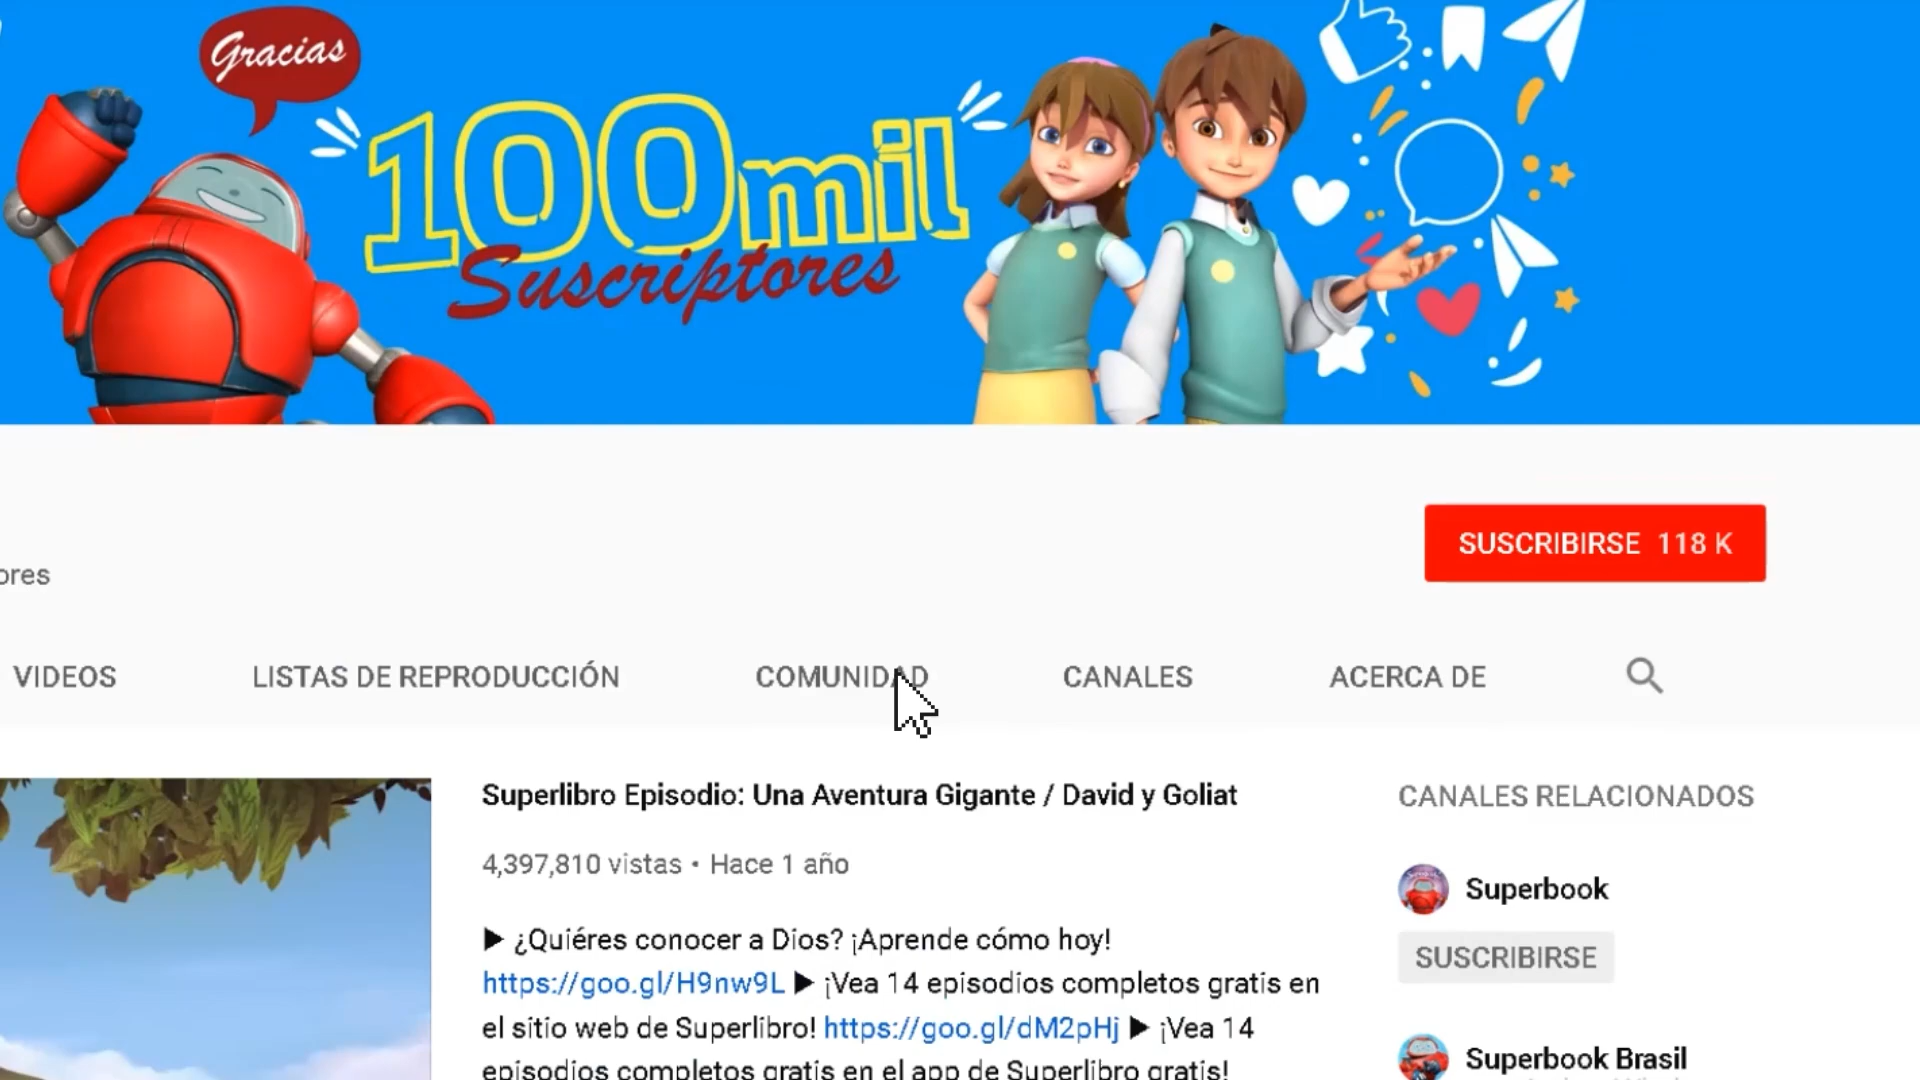 Gracias
100mil
Suscriptores
SUSCRIBIRSE 118 K
ores
VIDEOS LISTAS DE REPRODUCCIÓN COMUNIDAD CANALES ACERCA DE
Superlibro Episodio: Una Aventura Gigante / David y Goliat
4,397,810 vistas • Hace 1 año
▶ ¿Quiéres conocer a Dios? ¡Aprende cómo hoy!
https://goo.gl/H9nw9L ▶ ¡Vea 14 episodios completos gratis en
el sitio web de Superlibro! https://goo.gl/dM2pHj ▶ ¡Vea 14
episodios completos gratis en el app de Superlibro gratis!
CANALES RELACIONADOS
Superbook
SUSCRIBIRSE
Superbook Brasil